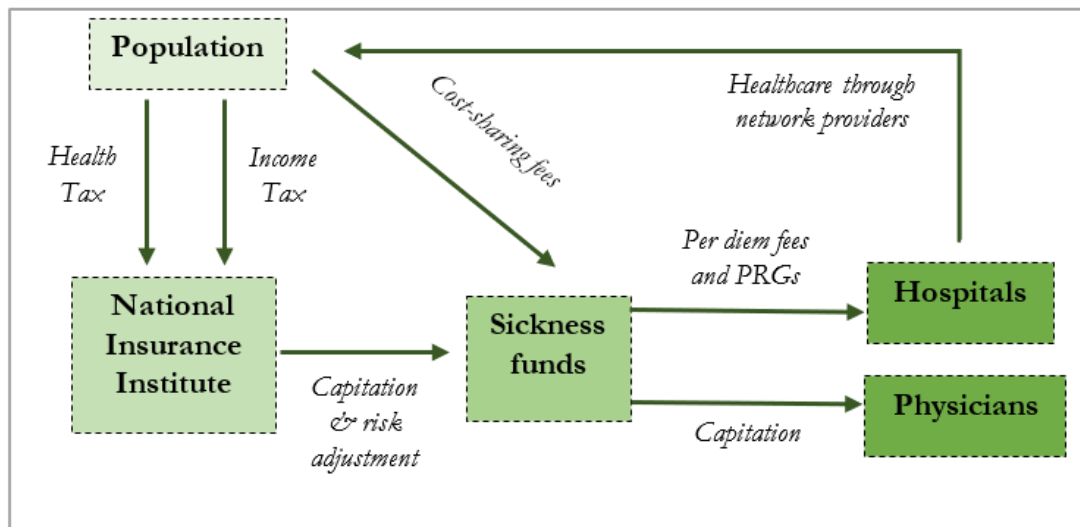 Population
Health
Tax
Income
Tax
Cost-sharing fees
Healthcare through
network providers
National
Insurance
Institute
Capitation
& risk
adjustment
Sickness
funds
Per diem fees
and PRGs
Capitation
Hospitals
Physicians